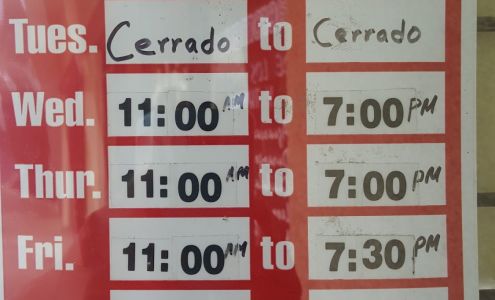 Tues. Cerrado to Cerrado
Wed. 11:00 AM to 7:00 PM
Thur. 11:00 AM to 7:00 PM
Fri. 11:00 AM to 7:30 PM